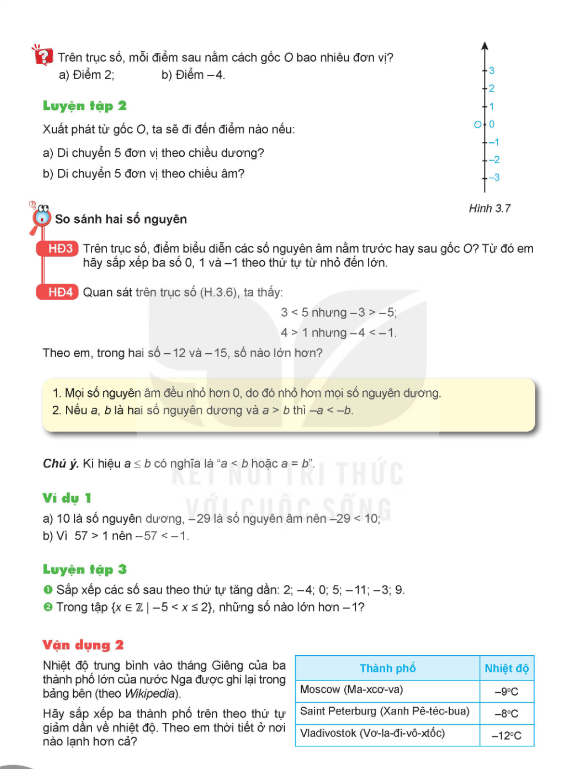 Trên trục số, mỗi điểm sau nằm cách gốc O bao nhiêu đơn vị?
a) Điểm 2; b) Điểm –4.
Luyện tập 2
Xuất phát từ gốc O, ta sẽ đi đến điểm nào nếu:
a) Di chuyển 5 đơn vị theo chiều dương?
b) Di chuyển 5 đơn vị theo chiều âm?
3
2
1
O 0
–1
–2
–3
Hình 3.7
So sánh hai số nguyên
HĐ3 Trên trục số, điểm biểu diễn các số nguyên âm nằm trước hay sau gốc O? Từ đó em
hãy sắp xếp ba số 0, 1 và –1 theo thứ tự từ nhỏ đến lớn.
HĐ4 Quan sát trên trục số (H.3.6), ta thấy:
3 < 5 nhưng –3 > –5;
4 > 1 nhưng –4 < –1.
Theo em, trong hai số –12 và –15, số nào lớn hơn?
1. Mọi số nguyên âm đều nhỏ hơn 0, do đó nhỏ hơn mọi số nguyên dương.
2. Nếu a, b là hai số nguyên dương và a > b thì –a < –b.
Chú ý. Kí hiệu a ≤ b có nghĩa là “a < b hoặc a = b”.
KẾT NỐI TRI THỨC
VỚI CUỘC SỐNG
Ví dụ 1
a) 10 là số nguyên dương, –29 là số nguyên âm nên –29 < 10;
b) Vì 57 > 1 nên –57 < –1.
Luyện tập 3
1 Sắp xếp các số sau theo thứ tự tăng dần: 2; –4; 0; 5; –11; –3; 9.
2 Trong tập {x ∈ ℤ | –5 < x ≤ 2}, những số nào lớn hơn –1?
Vận dụng 2
Nhiệt độ trung bình vào tháng Giêng của ba
thành phố lớn của nước Nga được ghi lại trong
bảng bên (theo Wikipedia).
Hãy sắp xếp ba thành phố trên theo thứ tự
giảm dần về nhiệt độ. Theo em thời tiết ở nơi
nào lạnh hơn cả?
Thành phố Nhiệt độ
Moscow (Ma-xcơ-va) –9°C
Saint Peterburg (Xanh Pê-téc-bua) –8°C
Vladivostok (Vơ-la-đi-vô-xtốc) –12°C